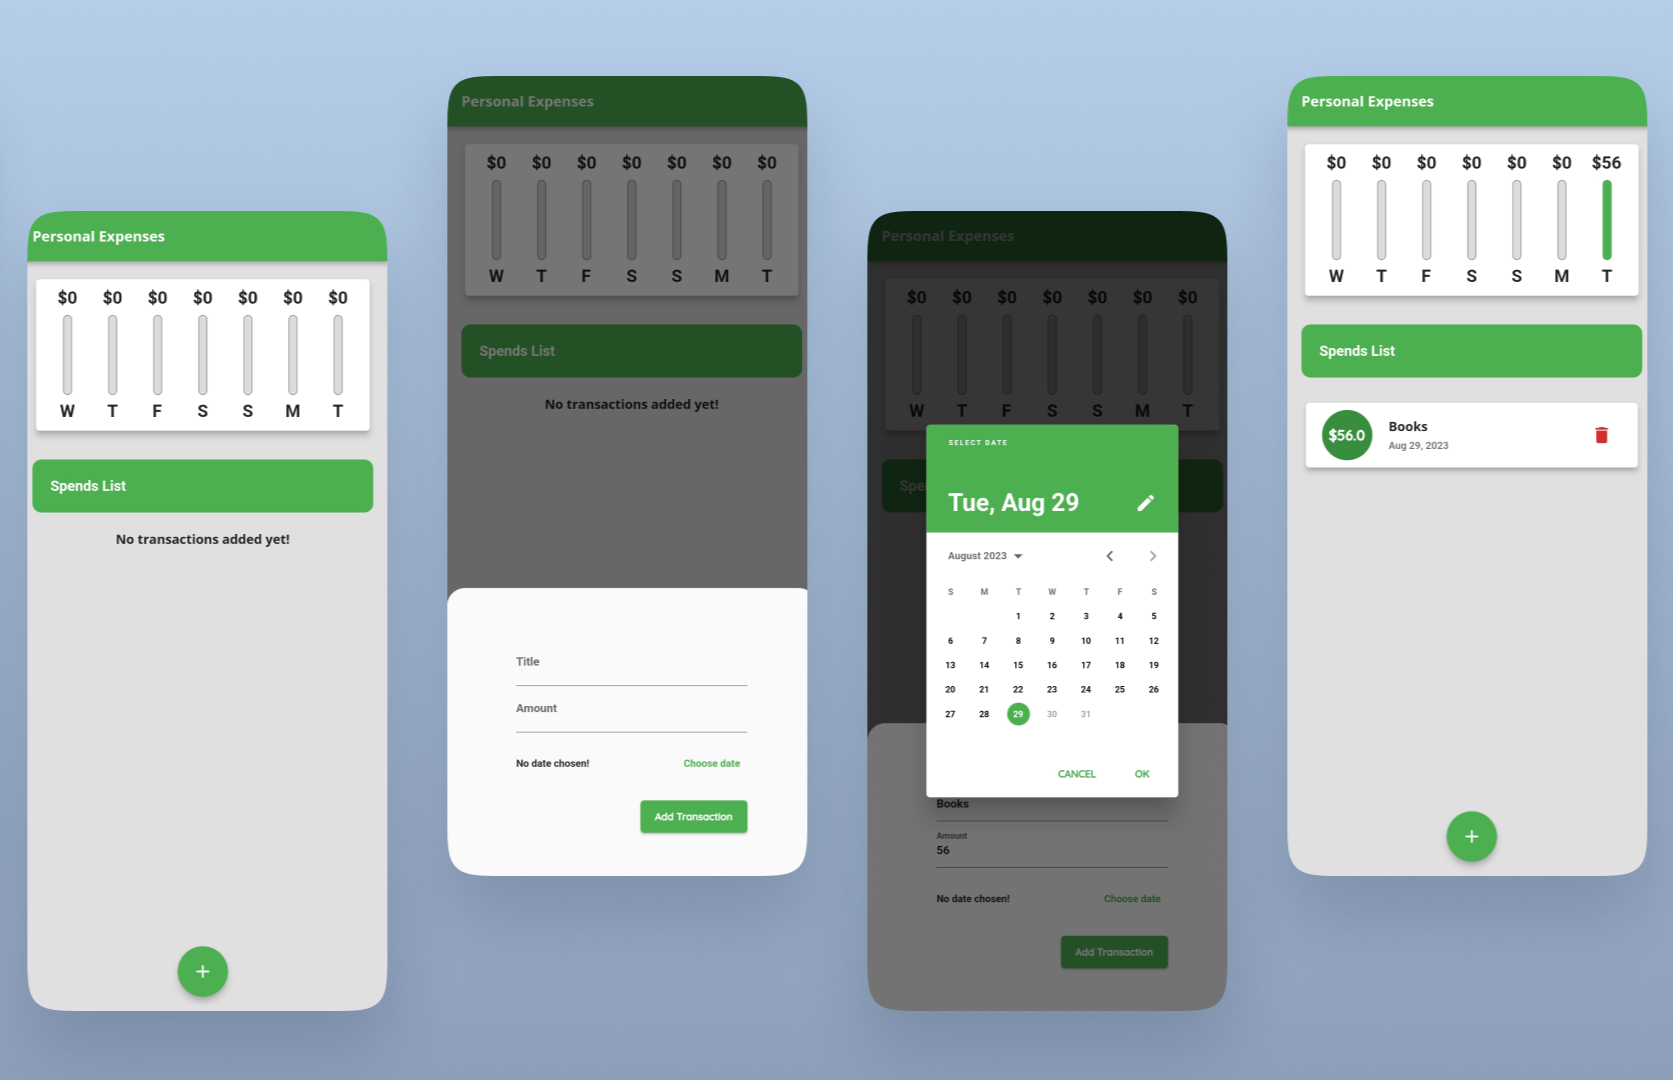 Personal Expenses
$0 $0 $0 $0 $0 $0 $0
W T F S S M T
Spends List
No transactions added yet!
+
Personal Expenses
$0 $0 $0 $0 $0 $0 $0
W T F S S M T
Spends List
No transactions added yet!
Title
Amount
No date chosen! Choose date
Add Transaction
Personal Expenses
$0 $0 $0 $0 $0 $0 $0
W T F S S M T
Spe
SELECT DATE
Tue, Aug 29
August 2023
S M T W T F S
1 2 3 4 5
6 7 8 9 10 11 12
13 14 15 16 17 18 19
20 21 22 23 24 25 26
27 28 29 30 31
CANCEL OK
Books
Amount
56
No date chosen! Choose date
Add Transaction
Personal Expenses
$0 $0 $0 $0 $0 $0 $56
W T F S S M T
Spends List
$56.0 Books
Aug 29, 2023
+